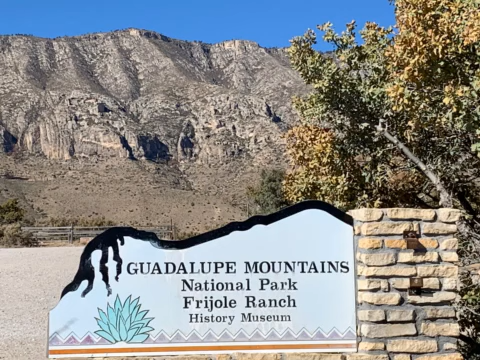 GUADALUPE MOUNTAINS
National Park
Frijole Ranch
History Museum